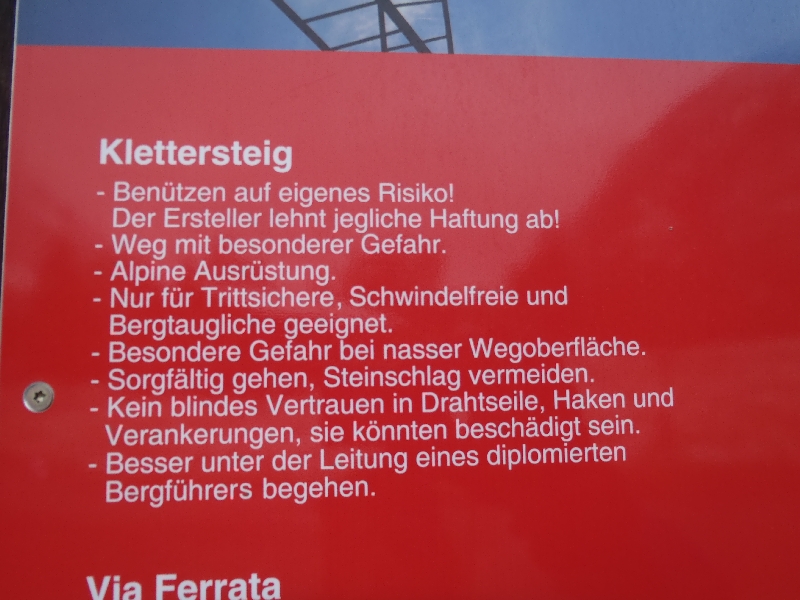 Klettersteig
- Benützen auf eigenes Risiko!
Der Ersteller lehnt jegliche Haftung ab!
- Weg mit besonderer Gefahr.
- Alpine Ausrüstung.
- Nur für Trittsichere, Schwindelfreie und
Bergtaugliche geeignet.
- Besondere Gefahr bei nasser Wegoberfläche.
- Sorgfältig gehen, Steinschlag vermeiden.
- Kein blindes Vertrauen in Drahtseile, Haken und
Verankerungen, sie könnten beschädigt sein.
- Besser unter der Leitung eines diplomierten
Bergführers begehen.
Via Ferrata